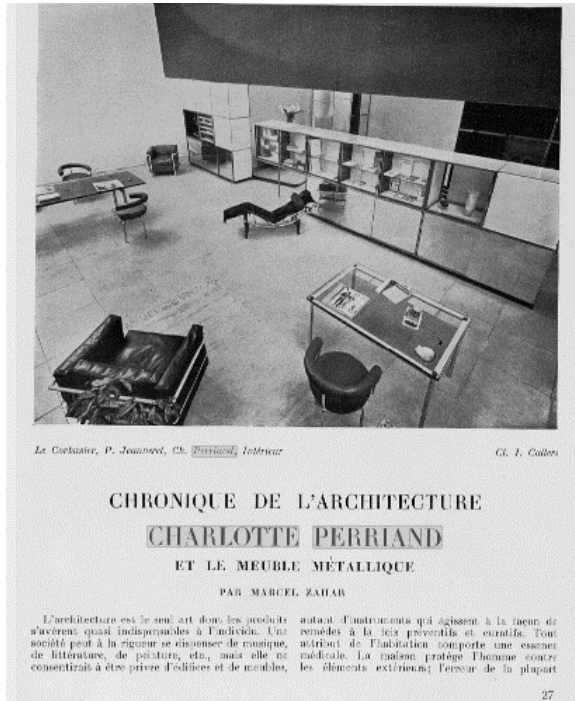 Le Corbusier, P. Jeanneret, Ch. Perriand, Intérieur
Cl. I. Collers
CHRONIQUE DE L'ARCHITECTURE
CHARLOTTE PERRIAND
ET LE MEUBLE MÉTALLIQUE
PAR MARCEL ZAHAR
L'architecture est le seul art dont les produits
s'avèrent quasi indispensables à l'individu. Une
société peut à la rigueur se dispenser de musique,
de littérature, de peinture, etc., mais elle ne
consentirait à être privée d'édifices et de meubles,
autant d'instruments qui agissent à la façon de
remèdes à la fois préventifs et curatifs. Tout
attribut de l'habitation comporte une essence
médicale. La maison protège l'homme contre
les éléments extérieurs; l'erreur de la plupart
27